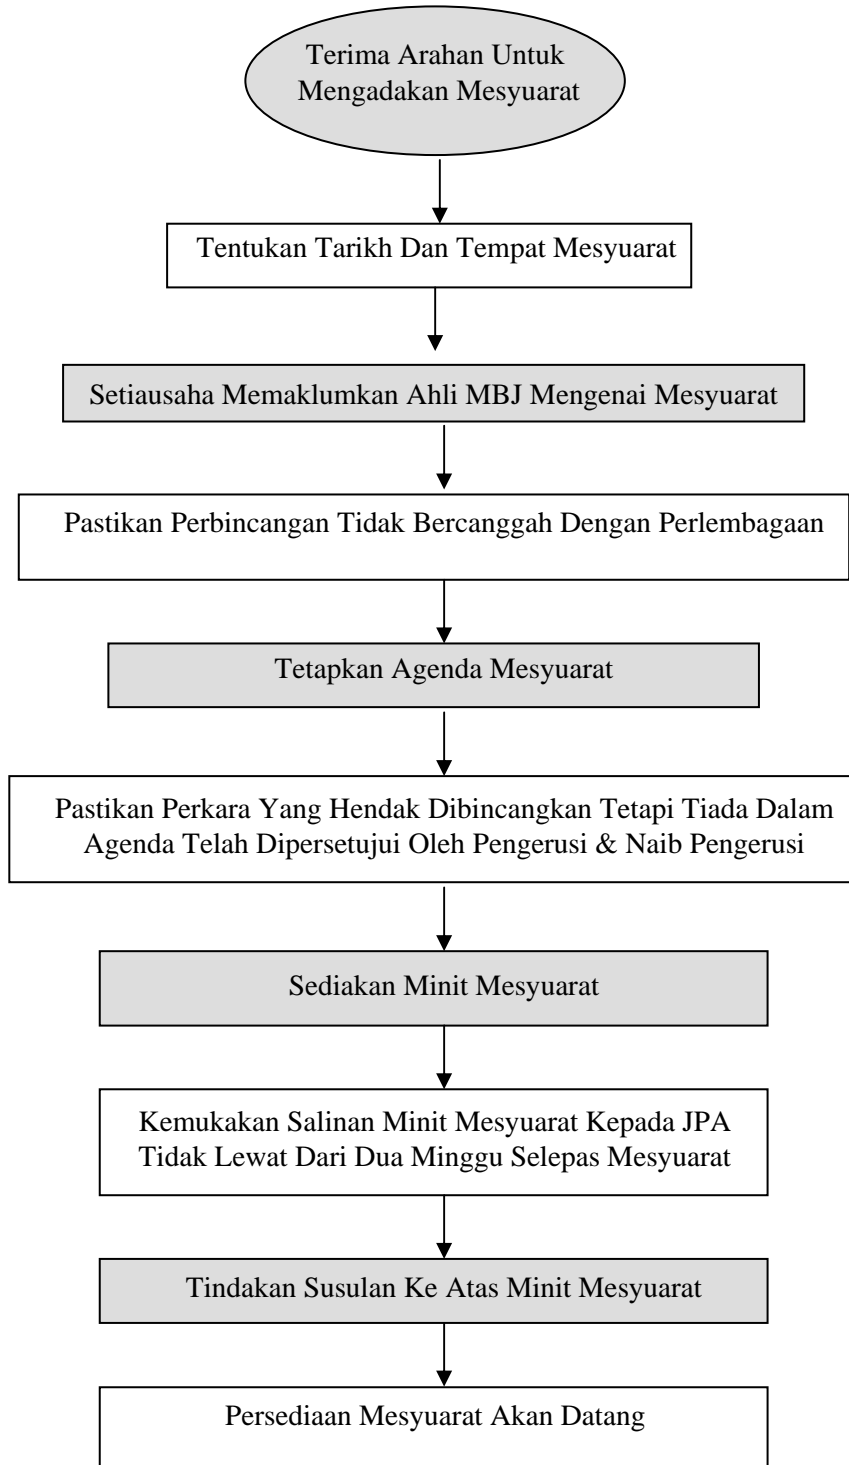 Terima Arahan Untuk
Mengadakan Mesyuarat
Tentukan Tarikh Dan Tempat Mesyuarat
Setiausaha Memaklumkan Ahli MBJ Mengenai Mesyuarat
Pastikan Perbincangan Tidak Bercanggah Dengan Perlembagaan
Tetapkan Agenda Mesyuarat
Pastikan Perkara Yang Hendak Dibincangkan Tetapi Tiada Dalam
Agenda Telah Dipersetujui Oleh Pengerusi & Naib Pengerusi
Sediakan Minit Mesyuarat
Kemukakan Salinan Minit Mesyuarat Kepada JPA
Tidak Lewat Dari Dua Minggu Selepas Mesyuarat
Tindakan Susulan Ke Atas Minit Mesyuarat
Persediaan Mesyuarat Akan Datang